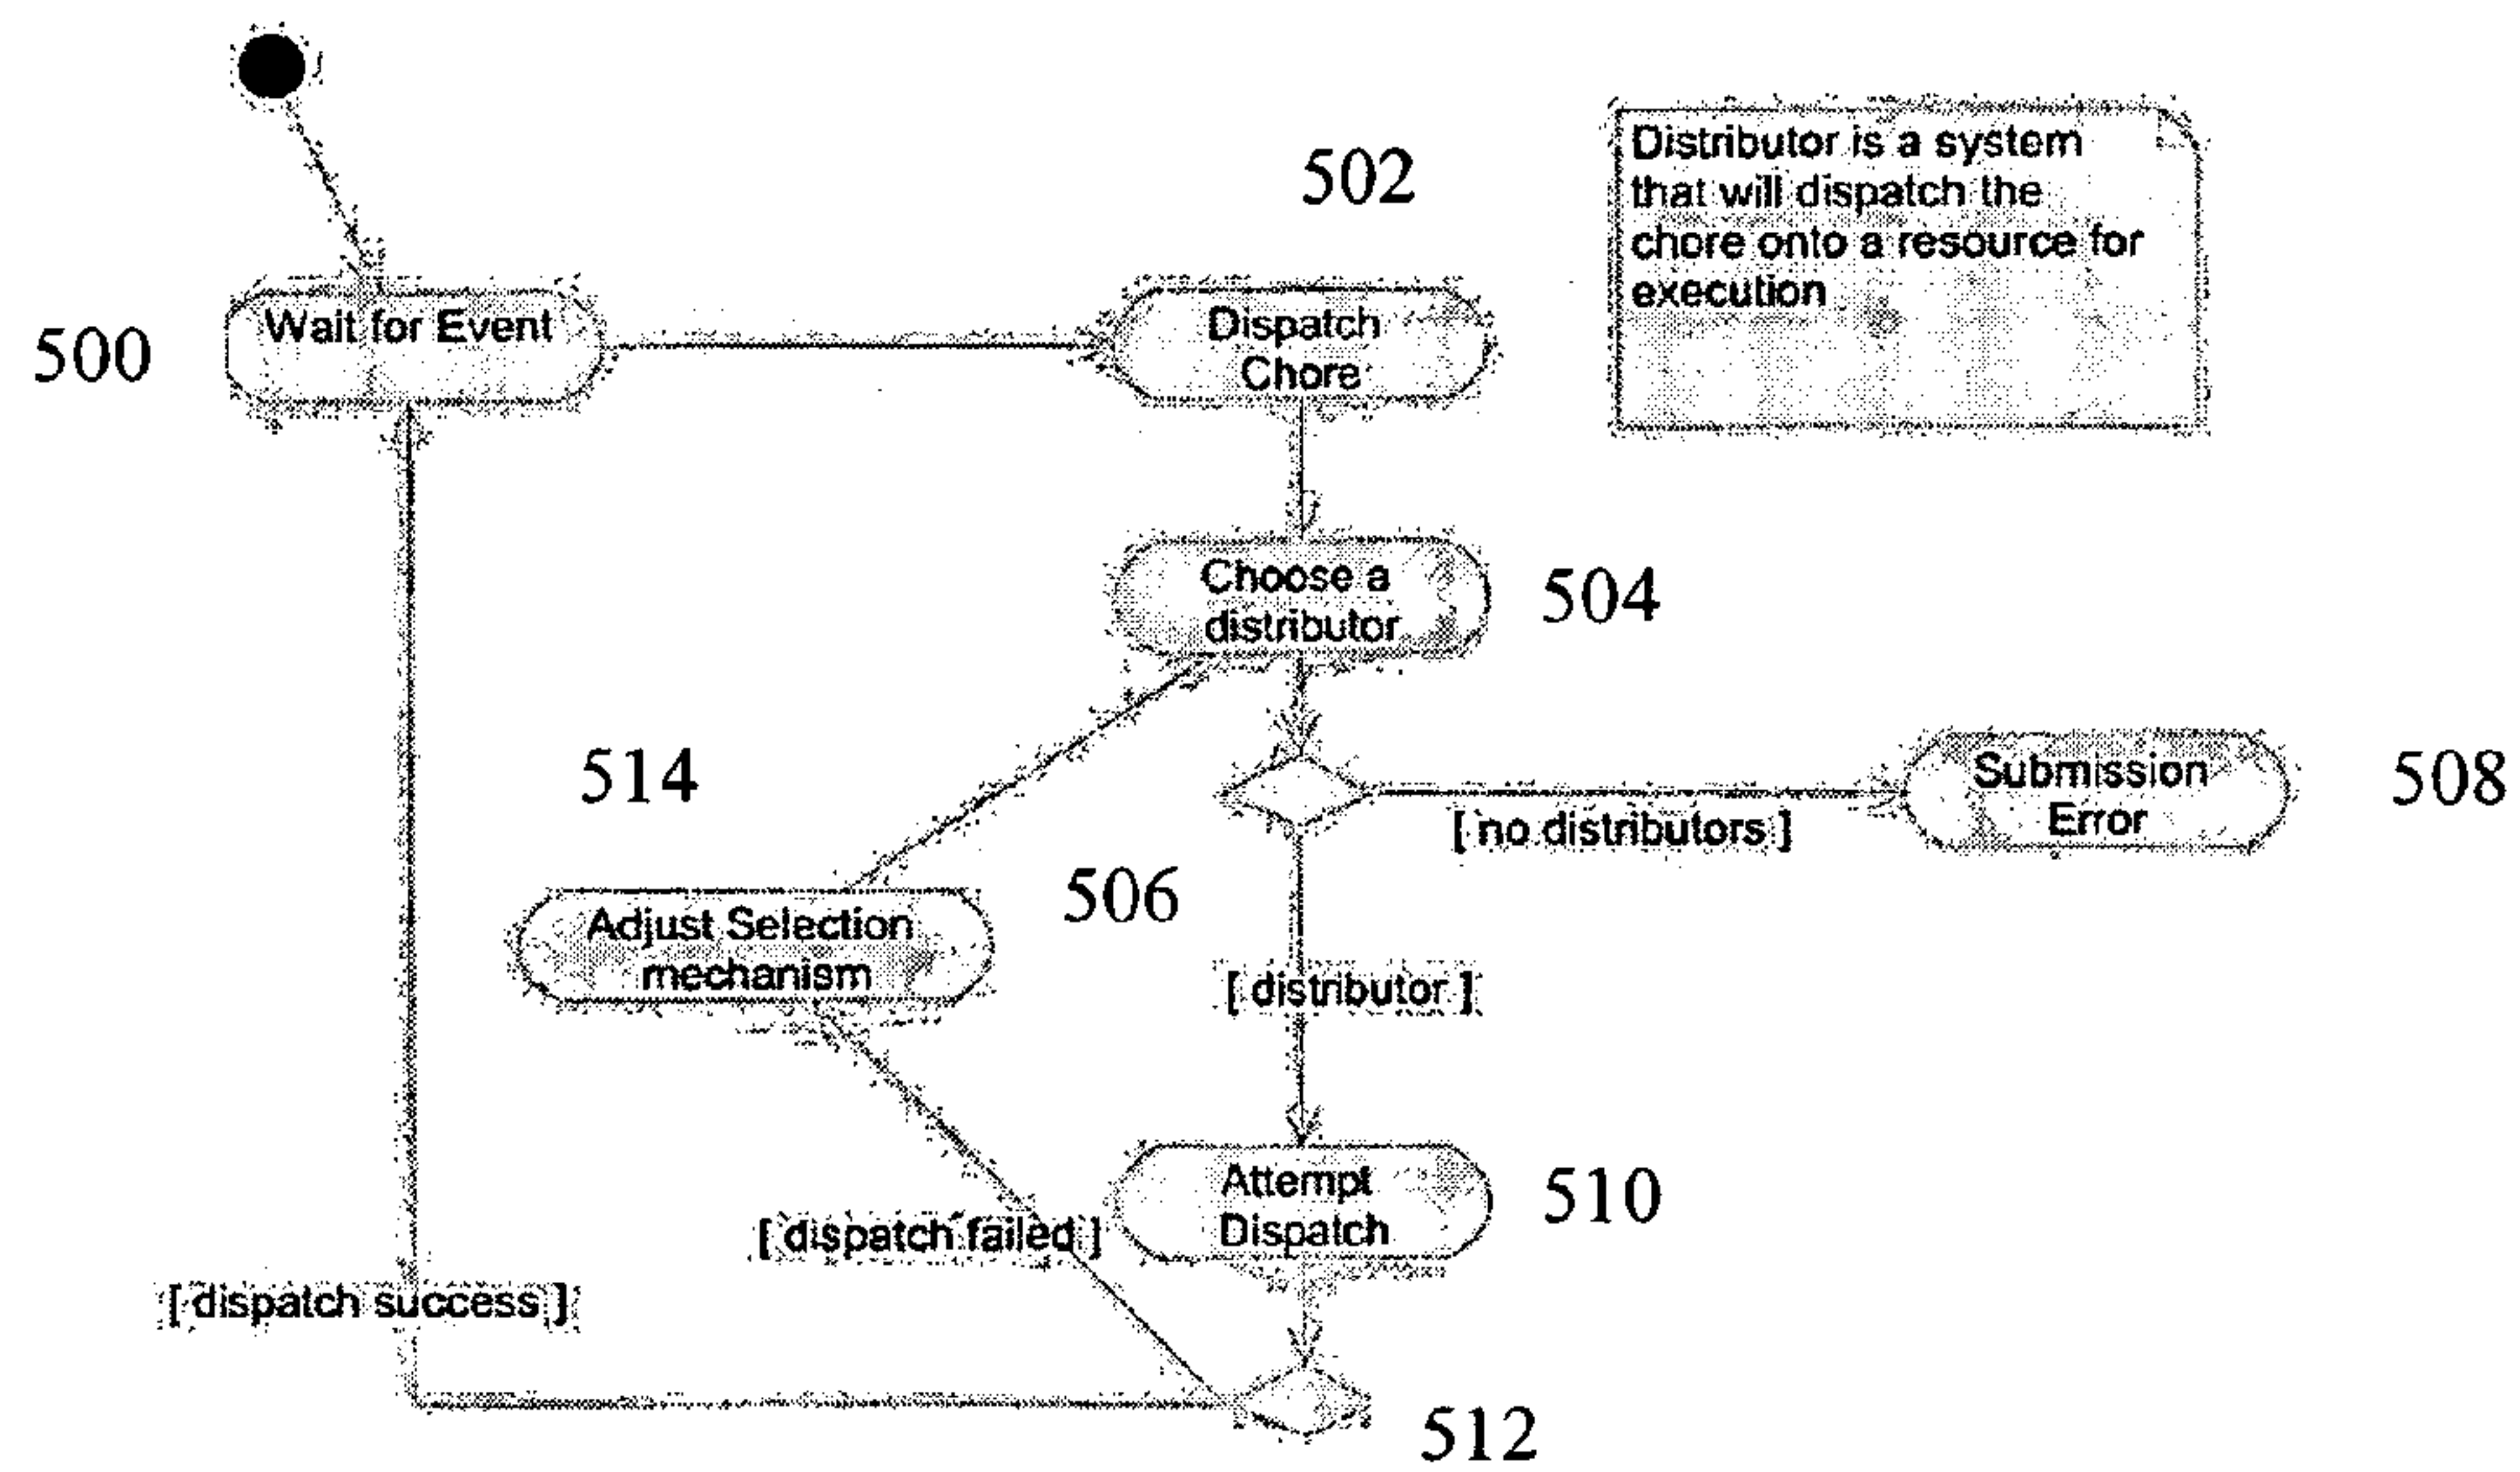 502
Distributor is a system
that will dispatch the
chore onto a resource for
execution
500
Wait for Event
Dispatch
Chore
Choose a
distributor
504
514
Submission
Error
508
[ no distributors ]
506
Adjust Selection
mechanism
[ distributor ]
Attempt
Dispatch
510
[ dispatch failed ]
[ dispatch success ]
512